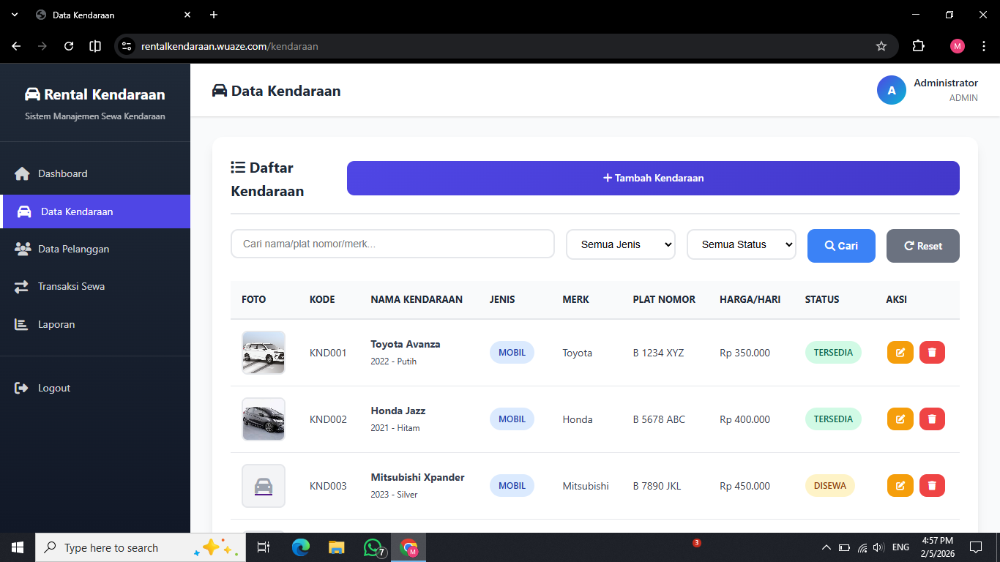 Data Kendaraan
rentalkendaraan.wuaze.com/kendaraan
M
Rental Kendaraan
Sistem Manajemen Sewa Kendaraan
Dashboard
Data Kendaraan
Data Pelanggan
Transaksi Sewa
Laporan
Logout
Data Kendaraan
A
Administrator
ADMIN
Daftar
Kendaraan
Tambah Kendaraan
Cari nama/plat nomor/merk...
Semua Jenis
Semua Status
Cari
Reset
FOTO KODE NAMA KENDARAAN JENIS MERK PLAT NOMOR HARGA/HARI STATUS AKSI
KND001 Toyota Avanza MOBIL Toyota B 1234 XYZ Rp 350.000 TERSEDIA
2022 - Putih
KND002 Honda Jazz MOBIL Honda B 5678 ABC Rp 400.000 TERSEDIA
2021 - Hitam
KND003 Mitsubishi Xpander MOBIL Mitsubishi B 7890 JKL Rp 450.000 DISEWA
2023 - Silver
Type here to search
7
M
3
ENG
4:57 PM
2/5/2026